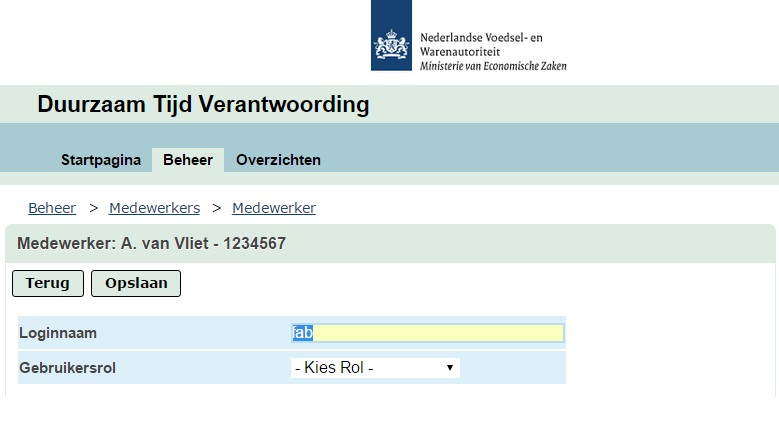 Nederlandse Voedsel- en
Warenautoriteit
Ministerie van Economische Zaken
Duurzaam Tijd Verantwoording
Startpagina Beheer Overzichten
Beheer > Medewerkers > Medewerker
Medewerker: A. van Vliet - 1234567
Terug Opslaan
Loginnaam fab
Gebruikersrol - Kies Rol -